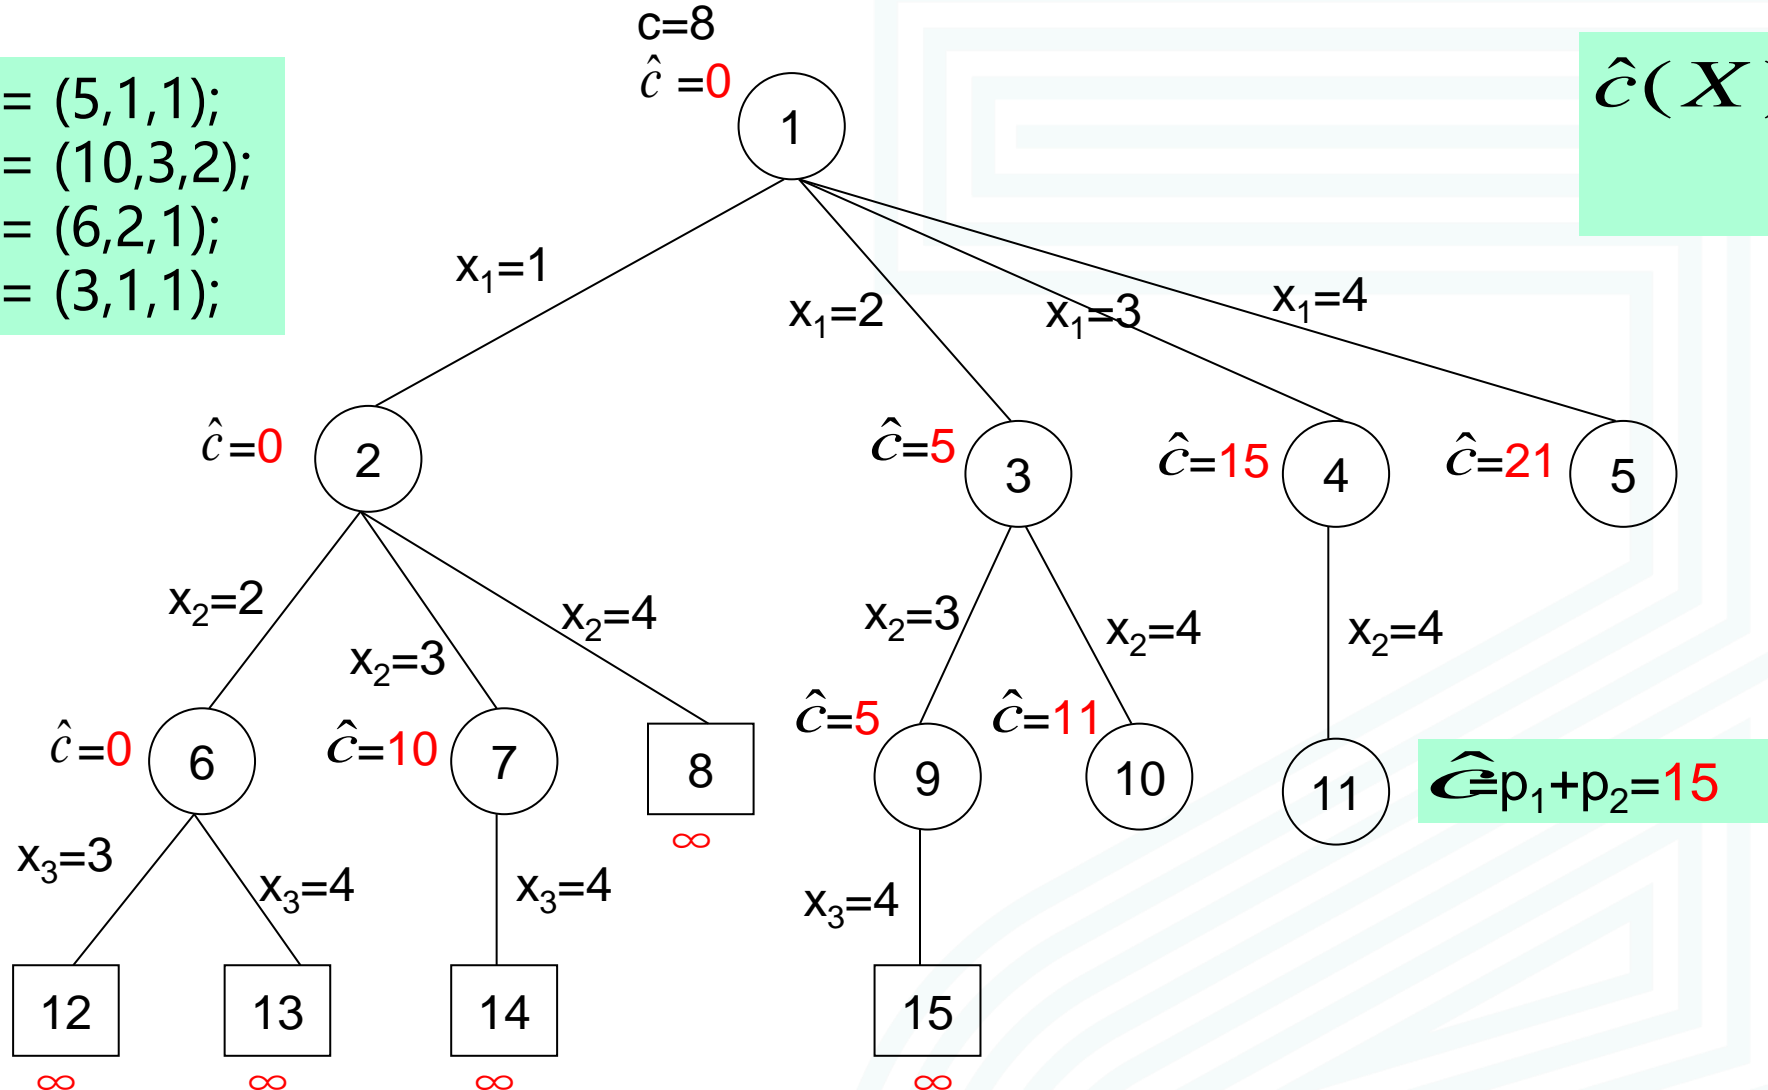 c=8
ĉ =0
= (5,1,1);
= (10,3,2);
= (6,2,1);
= (3,1,1);
ĉ(X)
1
x₁=1
x₁=2
x₁=3
x₁=4
ĉ=0
2
ĉ=5
3
ĉ=15
4
ĉ=21
5
x₂=2
x₂=3
x₂=4
x₂=3
x₂=4
x₂=4
ĉ=0
6
ĉ=10
7
8
∞
ĉ=5
9
ĉ=11
10
11
ĉ=p₁+p₂=15
x₃=3
x₃=4
x₃=4
x₃=4
12
13
14
15
∞
∞
∞
∞